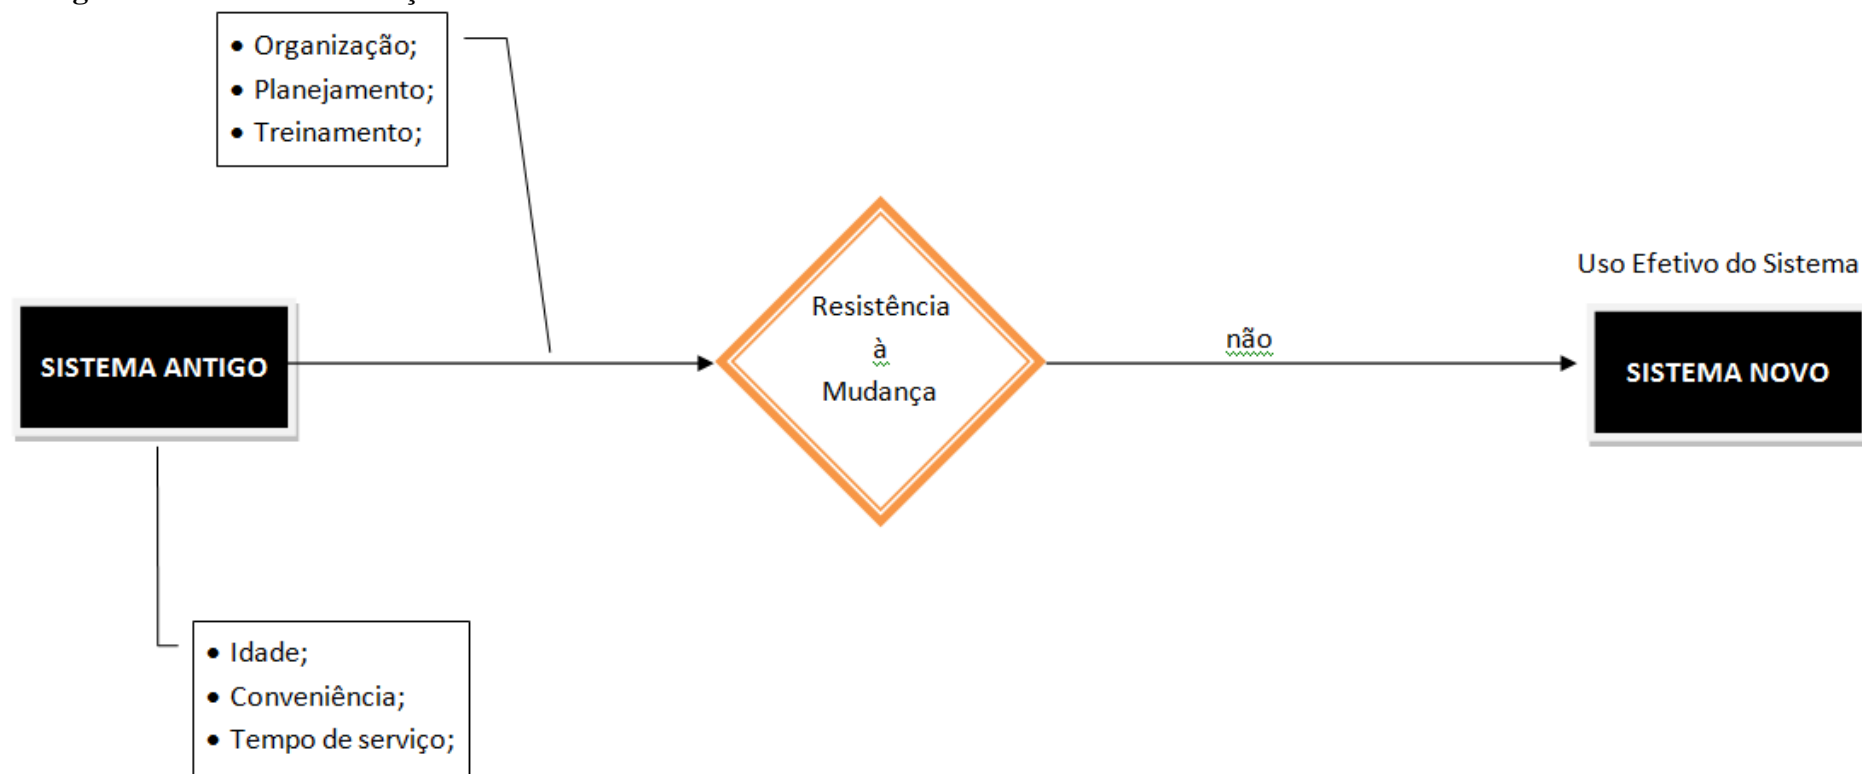 • Organização;
• Planejamento;
• Treinamento;
Resistência
à
Mudança
não
Uso Efetivo do Sistema
SISTEMA ANTIGO
SISTEMA NOVO
• Idade;
• Conveniência;
• Tempo de serviço;